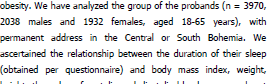 obesity. We have analyzed the group of the probands (n = 3970,
2038 males and 1932 females, aged 18-65 years), with
permanent address in the Central or South Bohemia. We
ascertained the relationship between the duration of their sleep
(obtained per questionnaire) and body mass index, weight,